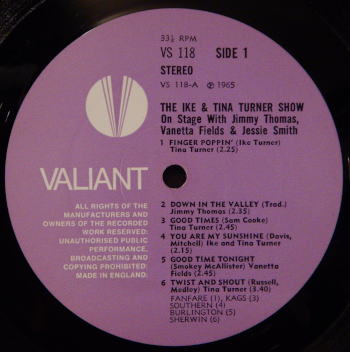 33⅓ RPM
VS 118 SIDE 1
STEREO
VS 118-A ℗ 1965
THE IKE & TINA TURNER SHOW
On Stage With Jimmy Thomas,
Vanetta Fields & Jessie Smith
1 FINGER POPPIN' (Ike Turner)
Tina Turner (2.25)
VALIANT
ALL RIGHTS OF THE
MANUFACTURERS AND
OWNERS OF THE RECORDED
WORK RESERVED:
UNAUTHORISED PUBLIC
PERFORMANCE,
BROADCASTING AND
COPYING PROHIBITED:
MADE IN ENGLAND:
2 DOWN IN THE VALLEY (Trad.)
Jimmy Thomas (2.35)
3 GOOD TIMES (Sam Cooke)
Tina Turner (2.45)
4 YOU ARE MY SUNSHINE (Davis,
Mitchell) Ike and Tina Turner
(2.15)
5 GOOD TIME TONIGHT
(Smokey McAllister) Vanetta
Fields (2.45)
6 TWIST AND SHOUT (Russell,
Medley) Tina Turner (3.40)
FANFARE (1), KAGS (3)
SOUTHERN (4)
BURLINGTON (5)
SHERWIN (6)